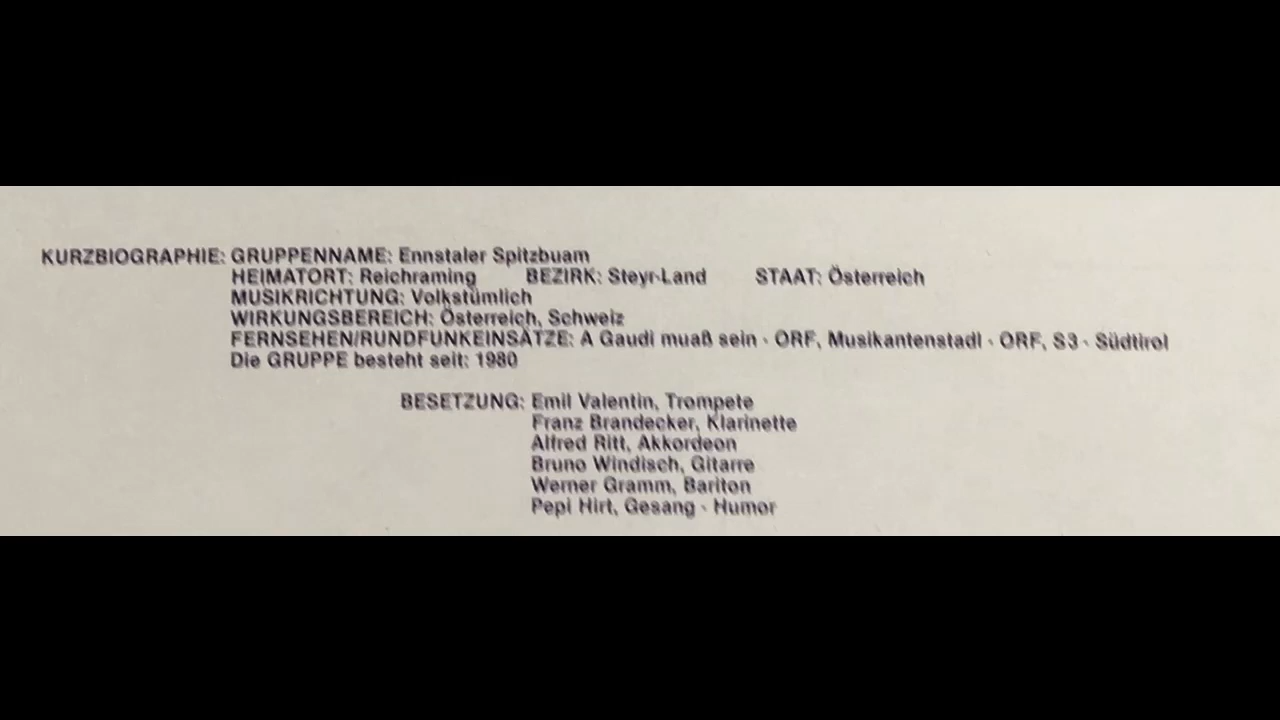 KURZBIOGRAPHIE: GRUPPENNAME: Ennstaler Spitzbuam
HEIMATORT: Reichraming BEZIRK: Steyr-Land STAAT: Österreich
MUSIKRICHTUNG: Volkstümlich
WIRKUNGSBEREICH: Österreich, Schweiz
FERNSEHEN/RUNDFUNKEINSÄTZE: A Gaudi muaß sein · ORF, Musikantenstadl · ORF, S3 · Südtirol
Die GRUPPE besteht seit: 1980
BESETZUNG: Emil Valentin, Trompete
Franz Brandecker, Klarinette
Alfred Ritt, Akkordeon
Bruno Windisch, Gitarre
Werner Gramm, Bariton
Pepi Hirt, Gesang · Humor